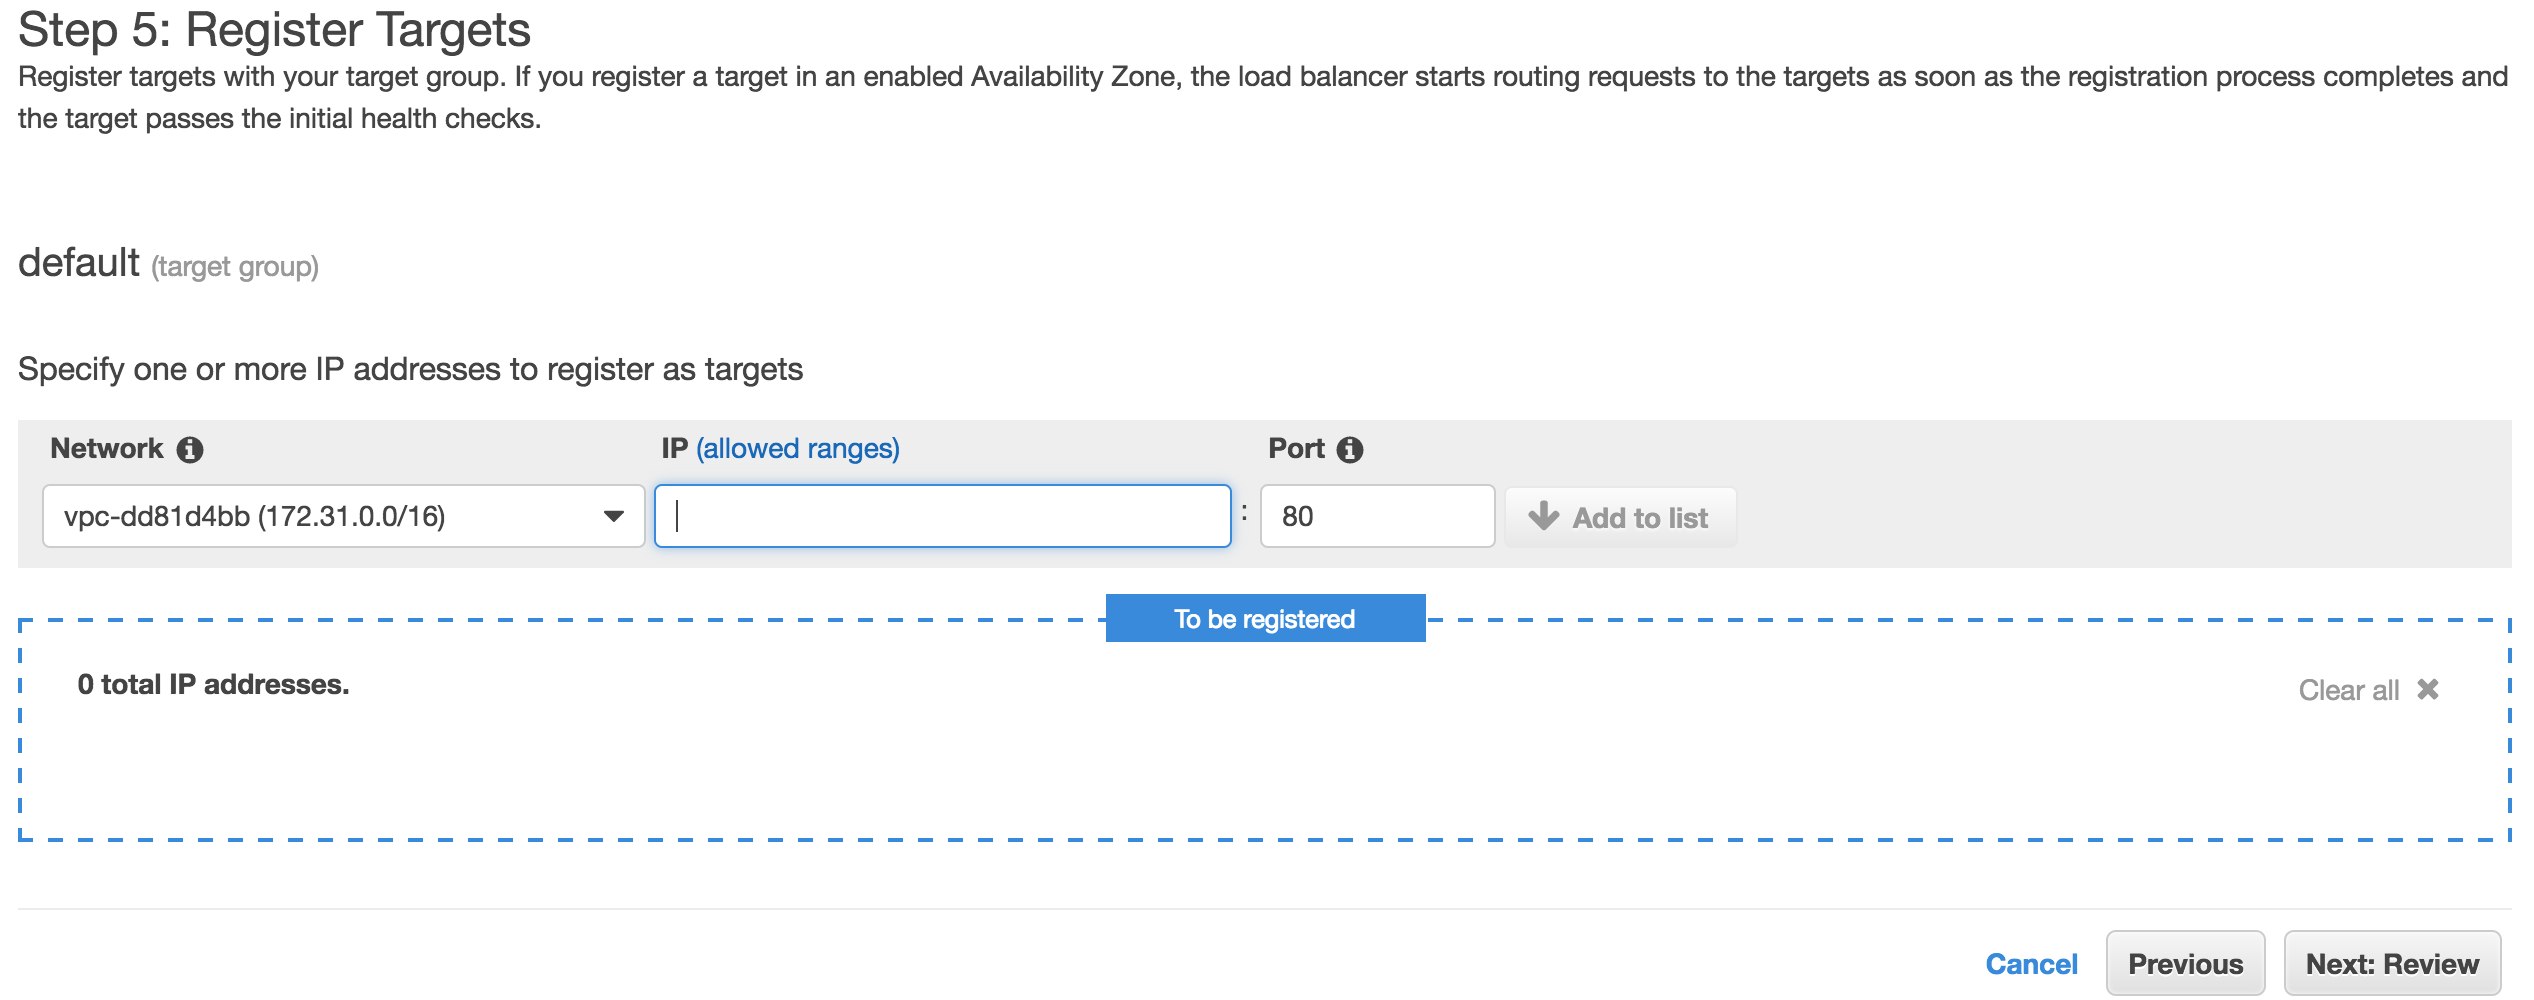 Step 5: Register Targets
Register targets with your target group. If you register a target in an enabled Availability Zone, the load balancer starts routing requests to the targets as soon as the registration process completes and
the target passes the initial health checks.
default (target group)
Specify one or more IP addresses to register as targets
Network IP (allowed ranges) Port
vpc-dd81d4bb (172.31.0.0/16) : 80 Add to list
To be registered
0 total IP addresses. Clear all
Cancel Previous Next: Review